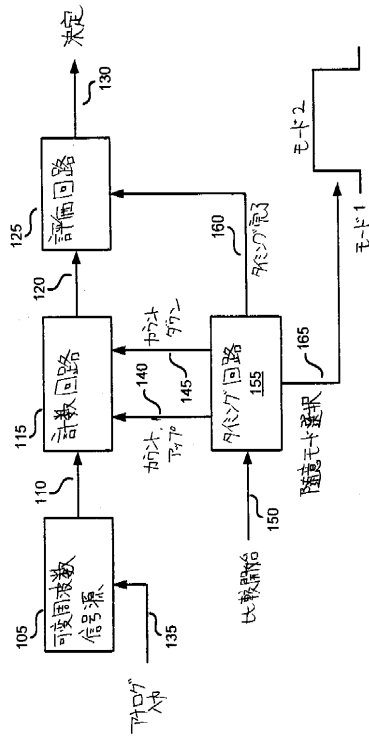 決定
130
125
評価回路
120
160
タイミング完了
115
計数回路
カウント
ダウン
145
140
カウント
アップ
タイミング回路
155
150
比較開始
165
随意モード選択
モード2
モード1
110
105
可変周波数
信号源
135
アナログ
入力